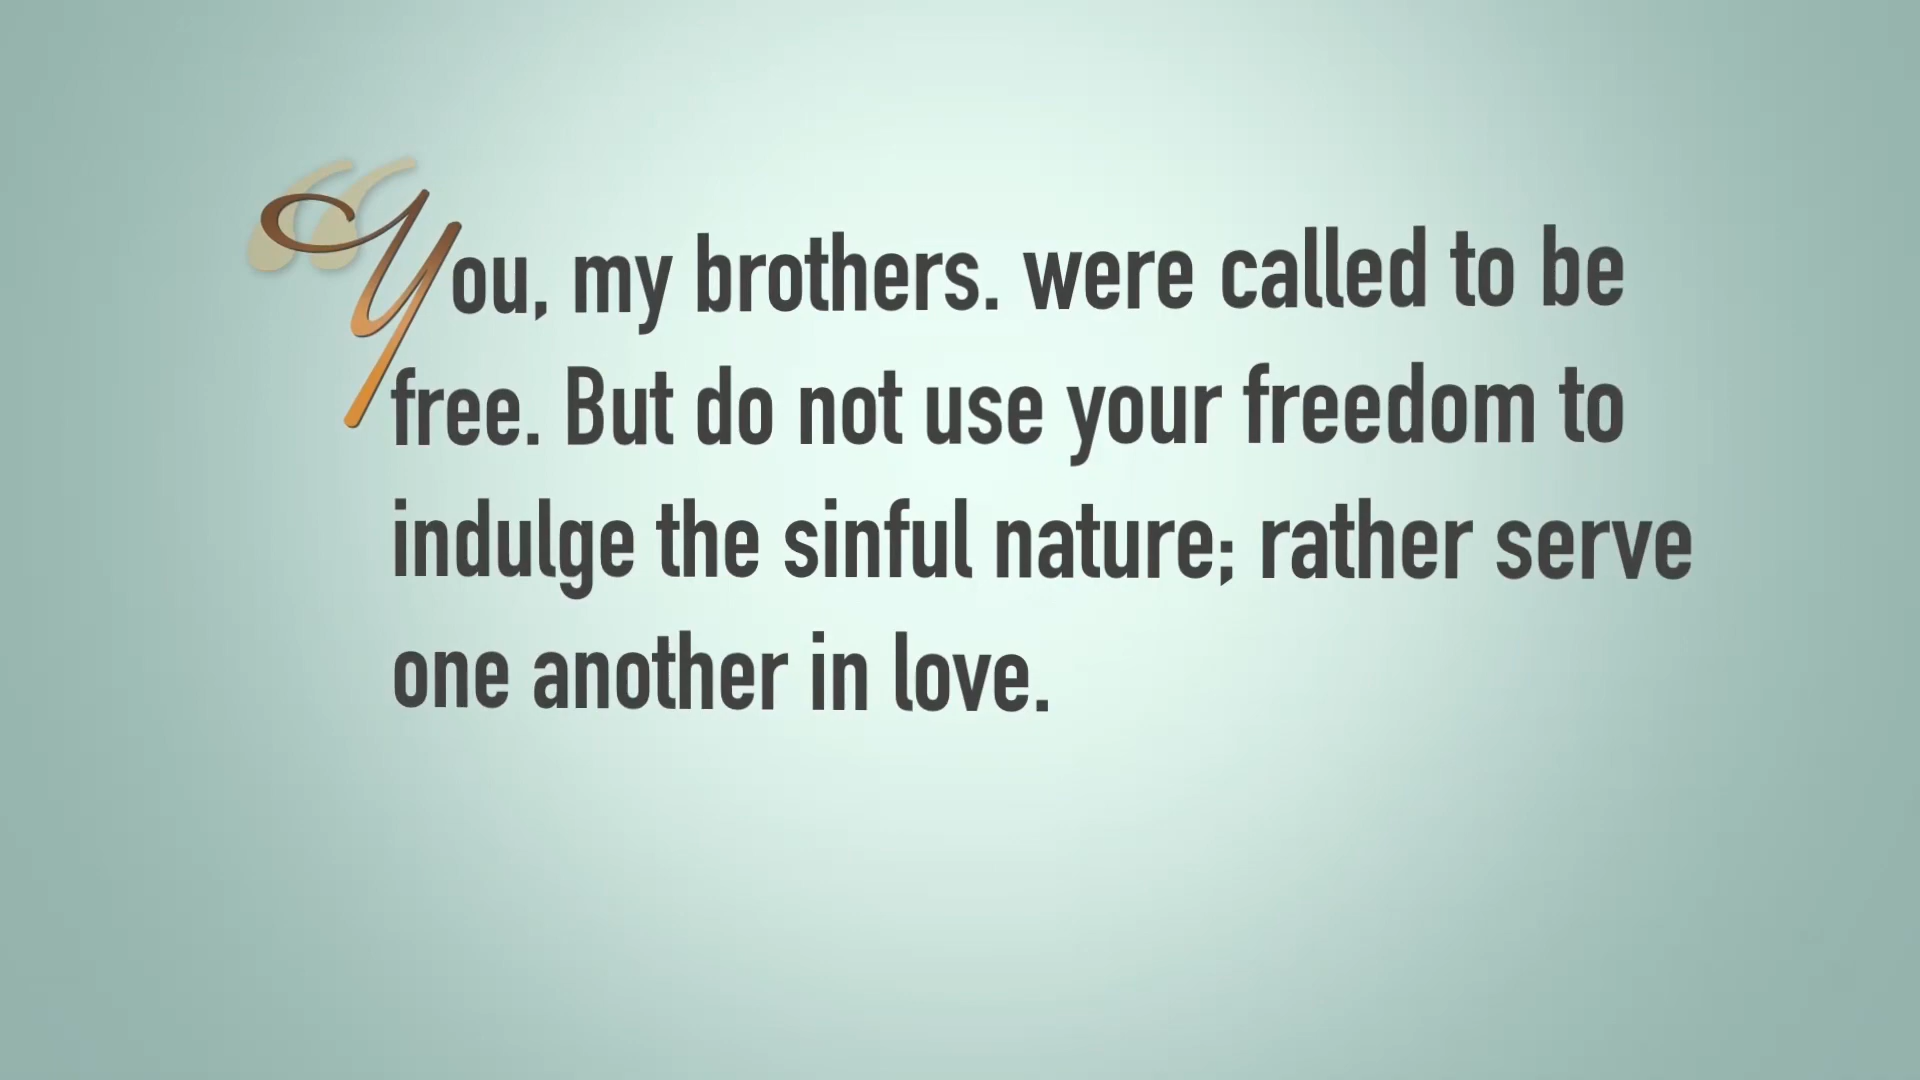 “You, my brothers. were called to be
free. But do not use your freedom to
indulge the sinful nature; rather serve
one another in love.